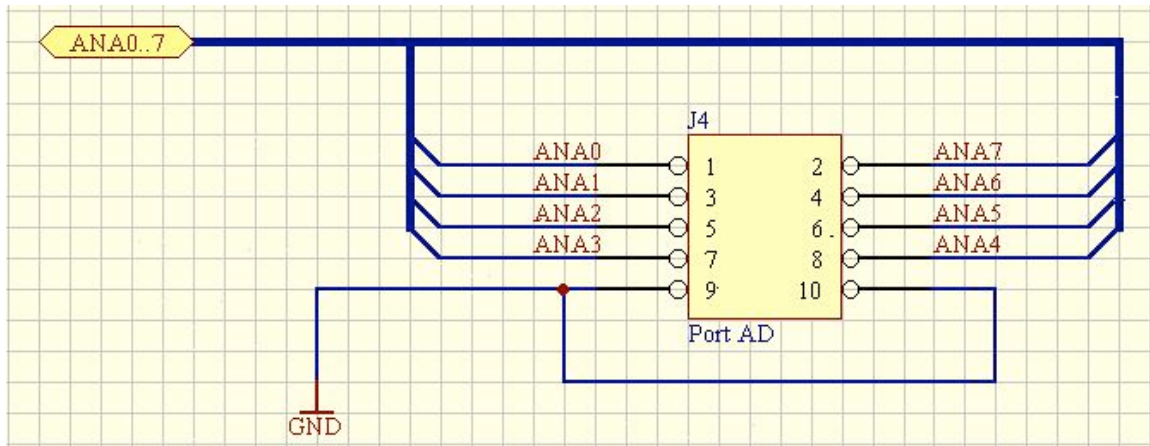 ANA0..7
J4
ANA0 1 2 ANA7
ANA1 3 4 ANA6
ANA2 5 6 ANA5
ANA3 7 8 ANA4
9 10
Port AD
GND